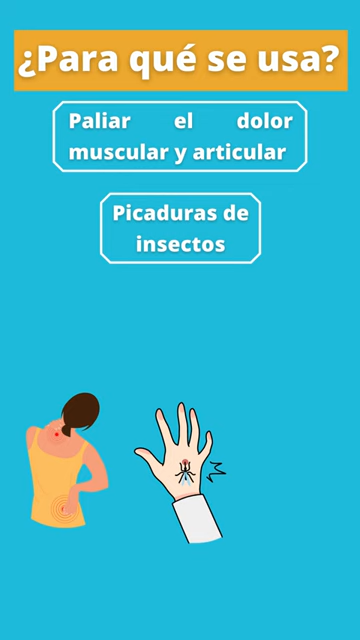 ¿Para qué se usa?
Paliar el dolor
muscular y articular
Picaduras de
insectos